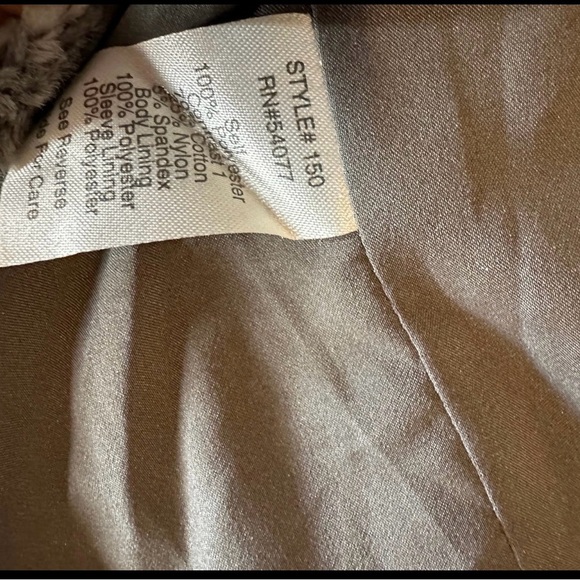 STYLE# 150
RN#54077
Self
100% Polyester
Contrast 1
Cotton
Nylon
5% Spandex
Body Lining
100% Polyester
Sleeve Lining
100% Polyester
See Reverse
For Care